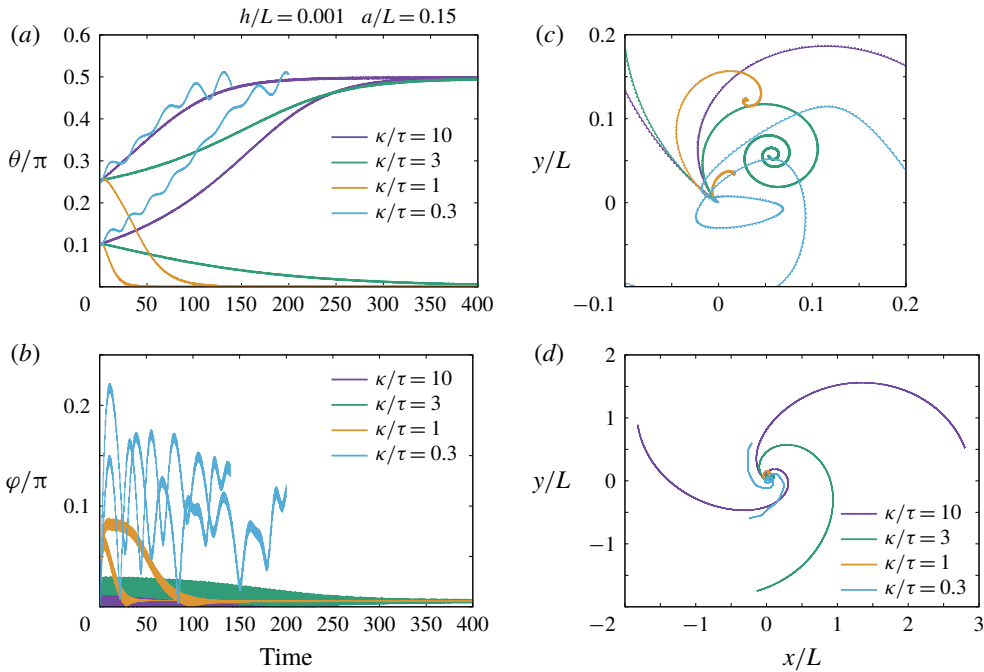 h/L = 0.001 a/L = 0.15
(a)
0.6
0.5
0.4
0.3
0.2
0.1
θ/π
κ/τ = 10
κ/τ = 3
κ/τ = 1
κ/τ = 0.3
0 50 100 150 200 250 300 350 400
(c)
0.2
0.1
0
−0.1
y/L
0 0.1 0.2
(b)
0.2
0.1
φ/π
κ/τ = 10
κ/τ = 3
κ/τ = 1
κ/τ = 0.3
0 50 100 150 200 250 300 350 400
Time
(d)
2
1
0
−1
−2
y/L
κ/τ = 10
κ/τ = 3
κ/τ = 1
κ/τ = 0.3
−1 0 1 2 3
x/L